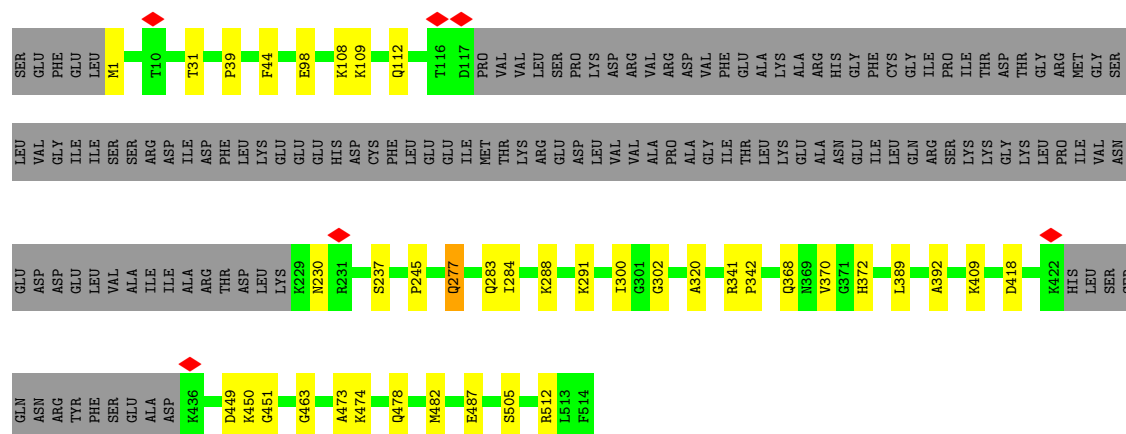 SER GLU PHE GLU LEU M1 T10 T31 P39 F44 E98 K108 K109 Q112 T116 D117 PRO VAL VAL LEU SER PRO LYS ASP ARG VAL ARG ASP VAL PHE GLU ALA LYS ALA ARG HIS GLY PHE CYS GLY ILE PRO ILE THR ASP THR GLY ARG MET GLY SER
LEU VAL GLY ILE ILE SER SER ARG ASP ILE ASP PHE LEU LYS GLU GLU GLU HIS ASP CYS PHE LEU GLU GLU ILE MET THR LYS ARG GLU ASP LEU VAL VAL ALA PRO ALA GLY ILE THR LEU LYS GLU ALA ASN GLU ILE LEU GLN ARG SER LYS LYS GLY LYS LEU PRO ILE VAL ASN
GLU ASP ASP GLU LEU VAL ALA ILE ILE ALA ARG THR ASP LEU LYS K229 N230 R231 S237 P245 Q277 Q283 I284 K288 K291 I300 G301 G302 A320 R341 P342 Q368 N369 V370 G371 H372 L389 A392 K409 D418 K422 HIS LEU SER SER
GLN ASN ARG TYR PHE SER GLU ALA ASP K436 D449 K450 G451 G463 A473 K474 Q478 M482 E487 S505 R512 L513 F514